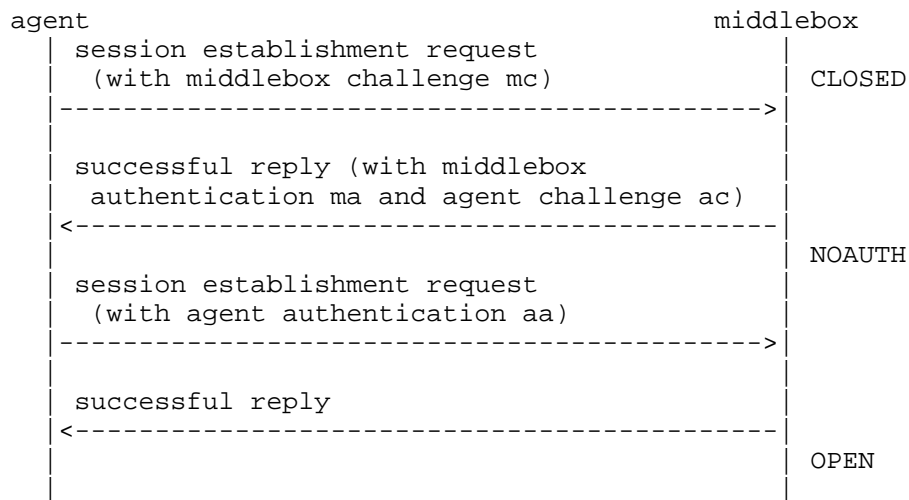 agent                                      middlebox
  | session establishment request               |
  |  (with middlebox challenge mc)              | CLOSED
  |-------------------------------------------->|
  |                                             |
  | successful reply (with middlebox            |
  |  authentication ma and agent challenge ac)  |
  |<--------------------------------------------|
  |                                             | NOAUTH
  | session establishment request               |
  |  (with agent authentication aa)             |
  |-------------------------------------------->|
  |                                             |
  | successful reply                            |
  |<--------------------------------------------|
  |                                             | OPEN
  |                                             |